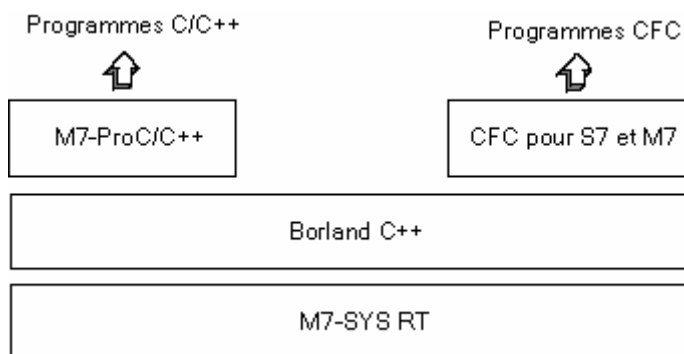 Programmes C/C++
Programmes CFC
M7-ProC/C++
CFC pour S7 et M7
Borland C++
M7-SYS RT